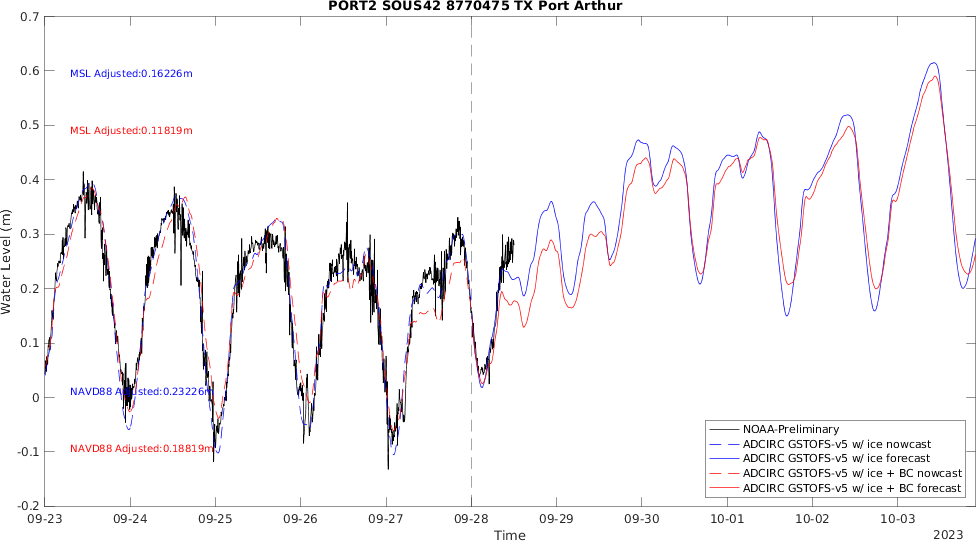 PORT2 SOUS42 8770475 TX Port Arthur
0.7
0.6
0.5
0.4
0.3
0.2
0.1
0
-0.1
-0.2
Water Level (m)
MSL Adjusted:0.16226m
MSL Adjusted:0.11819m
NAVD88 Adjusted:0.23226m
NAVD88 Adjusted:0.18819m
NOAA-Preliminary
ADCIRC GSTOFS-v5 w/ ice nowcast
ADCIRC GSTOFS-v5 w/ ice forecast
ADCIRC GSTOFS-v5 w/ ice + BC nowcast
ADCIRC GSTOFS-v5 w/ ice + BC forecast
09-23 09-24 09-25 09-26 09-27 09-28 09-29 09-30 10-01 10-02 10-03
Time
2023